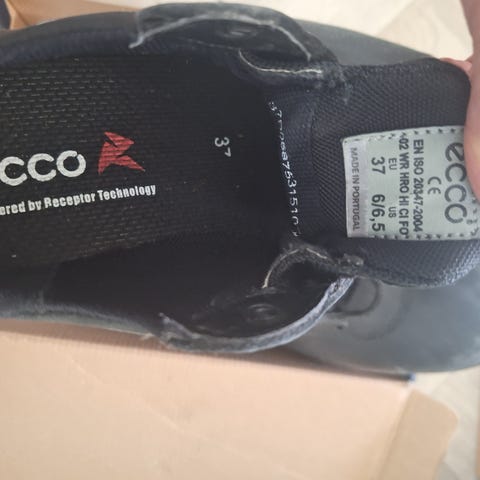 ecco
Powered by Receptor Technology
37
ecco
CE
EN ISO 20347-2004
02 WR HRO HI CI FO
EU US
37 6/6,5
MADE IN PORTUGAL